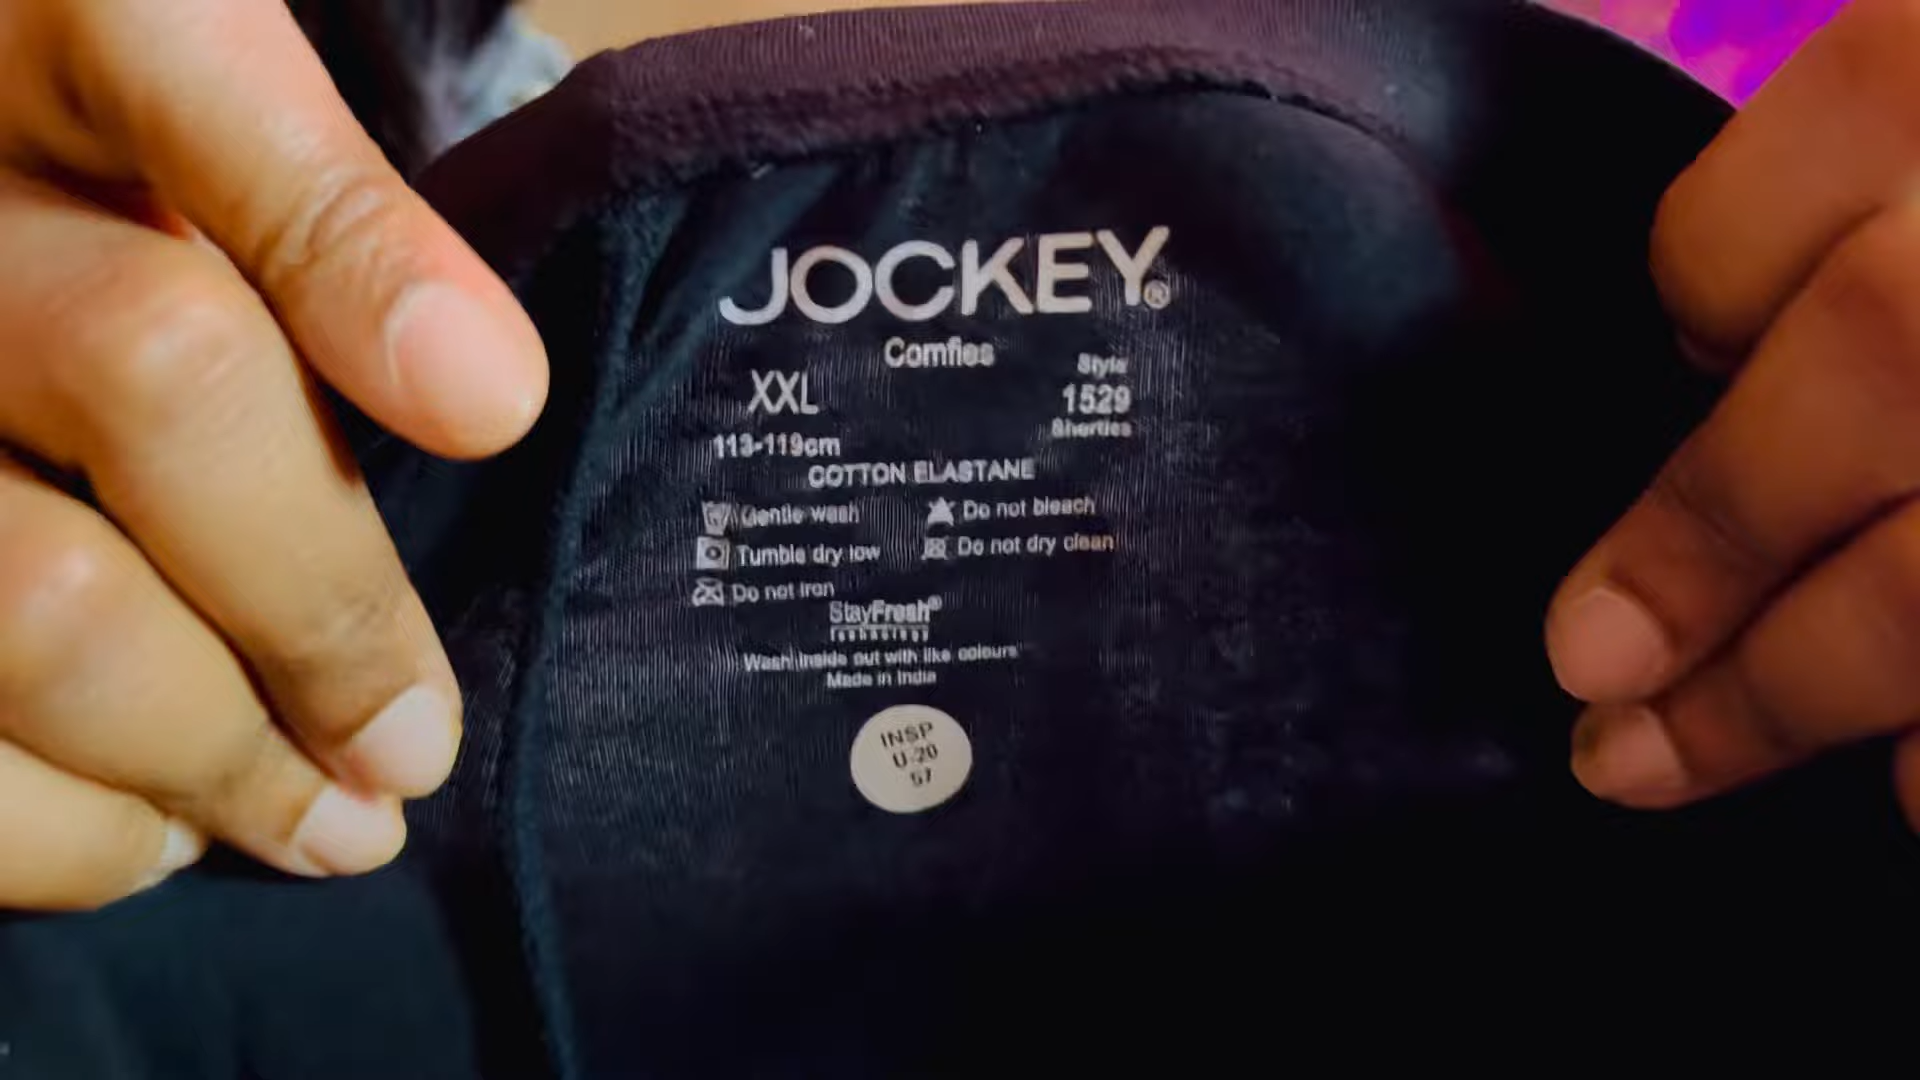 JOCKEY®
Comfies
XXL
113-119cm
Style
1529
Shorties
COTTON ELASTANE
Gentle wash
Do not bleach
Tumble dry low
Do not dry clean
Do not iron
StayFresh®
Technology
Wash inside out with like colours
Made in India
INSP
U-20
57